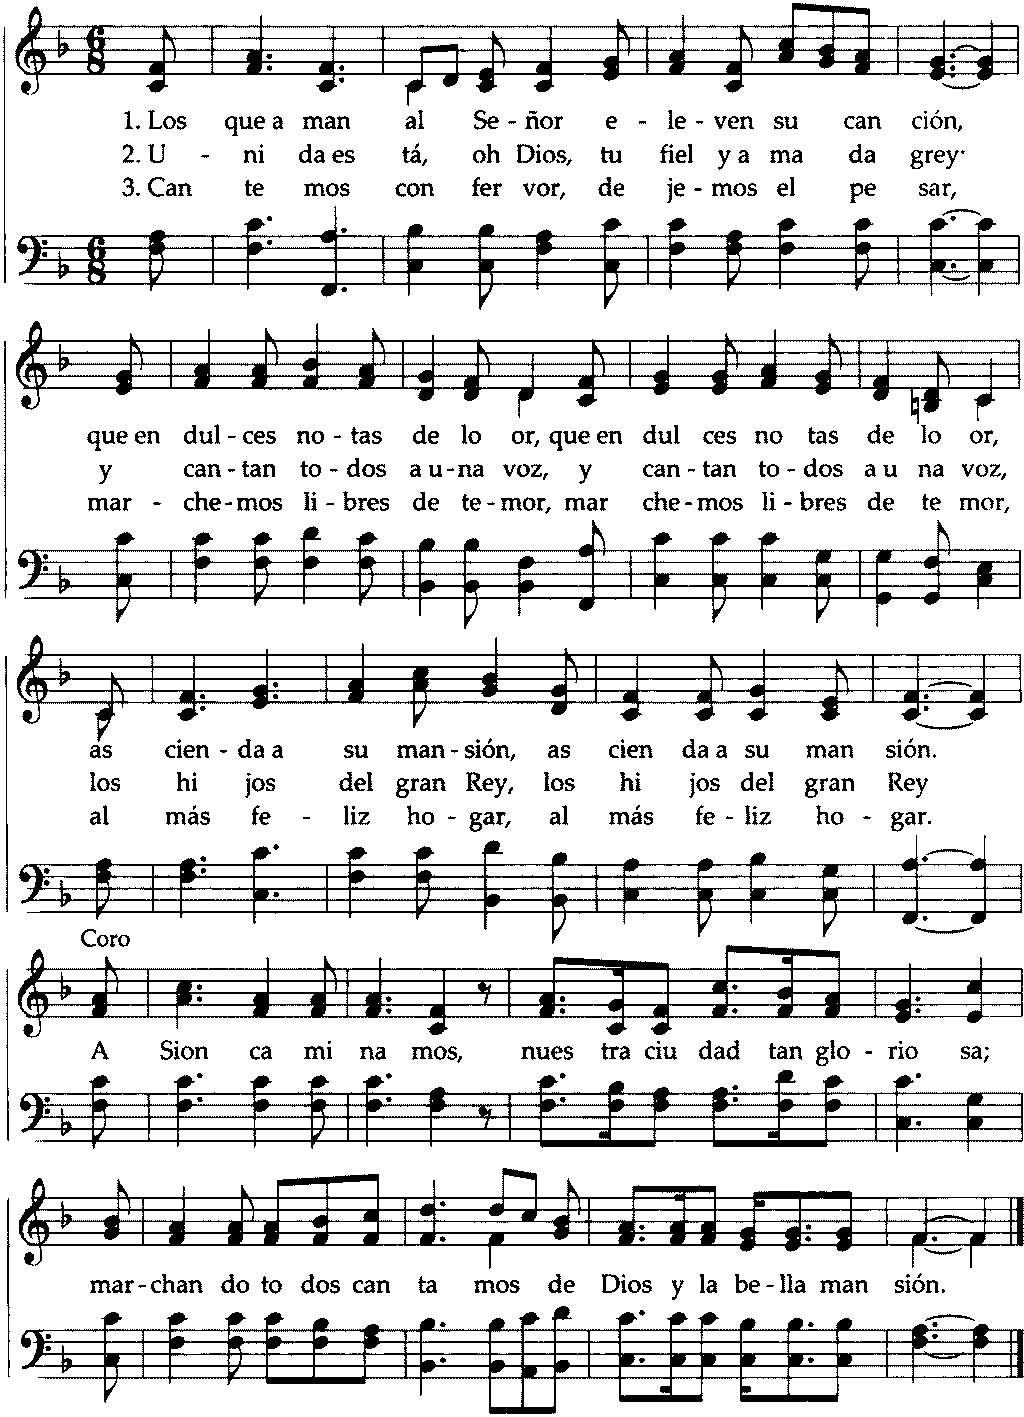 1. Los que a man al Se - ñor e - le - ven su can ción,
2. U - ni da es tá, oh Dios, tu fiel y a ma da grey·
3. Can te mos con fer vor, de je - mos el pe sar,
que en dul - ces no - tas de lo or, que en dul ces no tas de lo or,
y can - tan to - dos a u - na voz, y can - tan to - dos a u na voz,
mar - che - mos li - bres de te - mor, mar che - mos li - bres de te mor,
as cien - da a su man - sión, as cien da a su man sión.
los hi jos del gran Rey, los hi jos del gran Rey
al más fe - liz ho - gar, al más fe - liz ho - gar.
Coro
A Sion ca mi na mos, nues tra ciu dad tan glo - rio sa;
mar - chan do to dos can ta mos de Dios y la be - lla man sión.